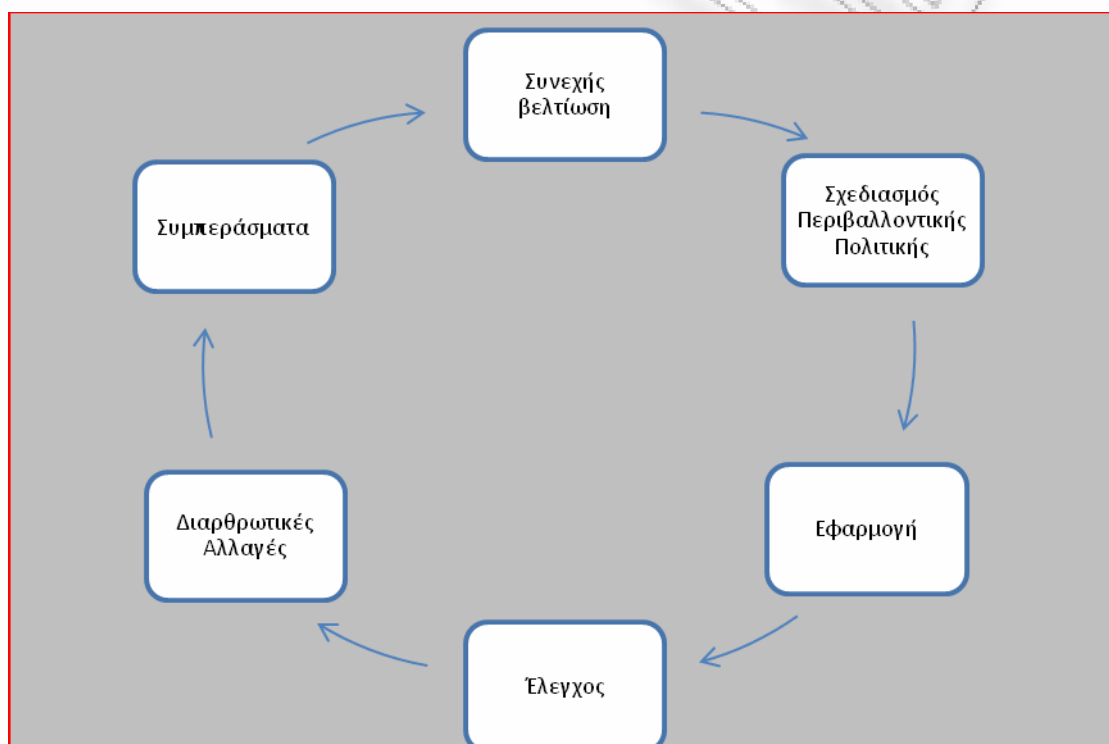 Συνεχής
βελτίωση
Σχεδιασμός
Περιβαλλοντικής
Πολιτικής
Εφαρμογή
Έλεγχος
Διαρθρωτικές
Αλλαγές
Συμπεράσματα